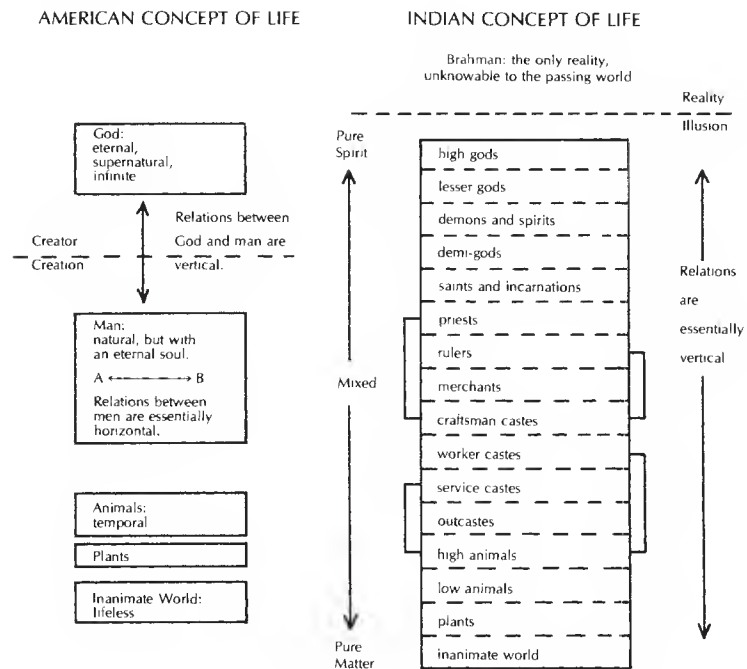 AMERICAN CONCEPT OF LIFE
God:
eternal,
supernatural,
infinite
Relations between
God and man are
vertical.
Creator
Creation
Man:
natural, but with
an eternal soul.
A B
Relations between
men are essentially
horizontal.
Animals:
temporal
Plants
Inanimate World:
lifeless
INDIAN CONCEPT OF LIFE
Brahman: the only reality,
unknowable to the passing world
Reality
Illusion
Pure
Spirit
Mixed
Pure
Matter
high gods
lesser gods
demons and spirits
demi-gods
saints and incarnations
priests
rulers
merchants
craftsman castes
worker castes
service castes
outcastes
high animals
low animals
plants
inanimate world
Relations
are
essentially
vertical